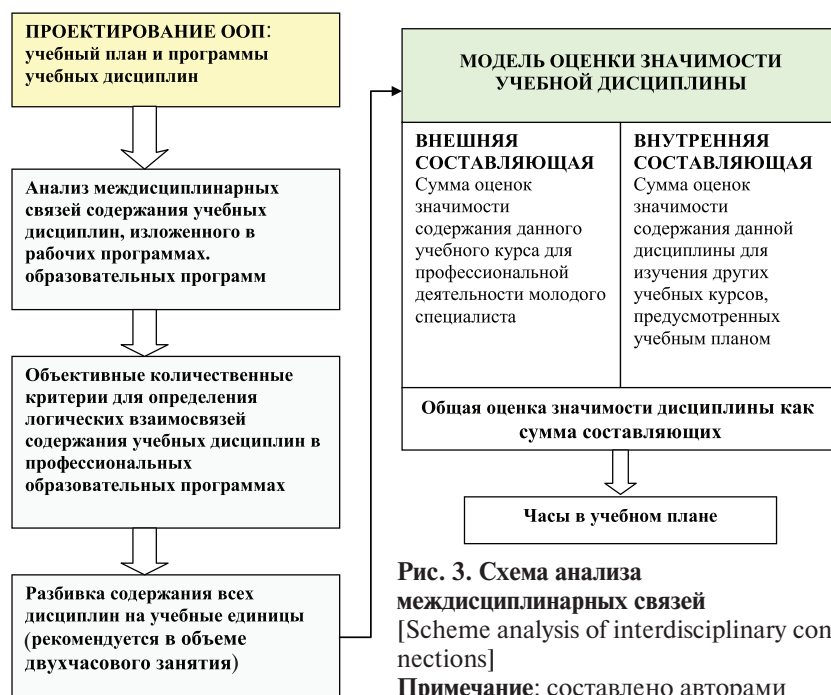 ПРОЕКТИРОВАНИЕ ООП:
учебный план и программы
учебных дисциплин
Анализ междисциплинарных
связей содержания учебных
дисциплин, изложенного в
рабочих программах.
образовательных программ
Объективные количественные
критерии для определения
логических взаимосвязей
содержания учебных дисциплин в
профессиональных
образовательных программах
Разбивка содержания всех
дисциплин на учебные единицы
(рекомендуется в объеме
двухчасового занятия)
МОДЕЛЬ ОЦЕНКИ ЗНАЧИМОСТИ
УЧЕБНОЙ ДИСЦИПЛИНЫ
ВНЕШНЯЯ
СОСТАВЛЯЮЩАЯ
Сумма оценок
значимости
содержания данного
учебного курса для
профессиональной
деятельности молодого
специалиста
ВНУТРЕННЯЯ
СОСТАВЛЯЮЩАЯ
Сумма оценок
значимости
содержания данной
дисциплины для
изучения других
учебных курсов,
предусмотренных
учебным планом
Общая оценка значимости дисциплины как
сумма составляющих
Часы в учебном плане
Рис. 3. Схема анализа
междисциплинарных связей
[Scheme analysis of interdisciplinary con
nections]
Примечание: составлено авторами